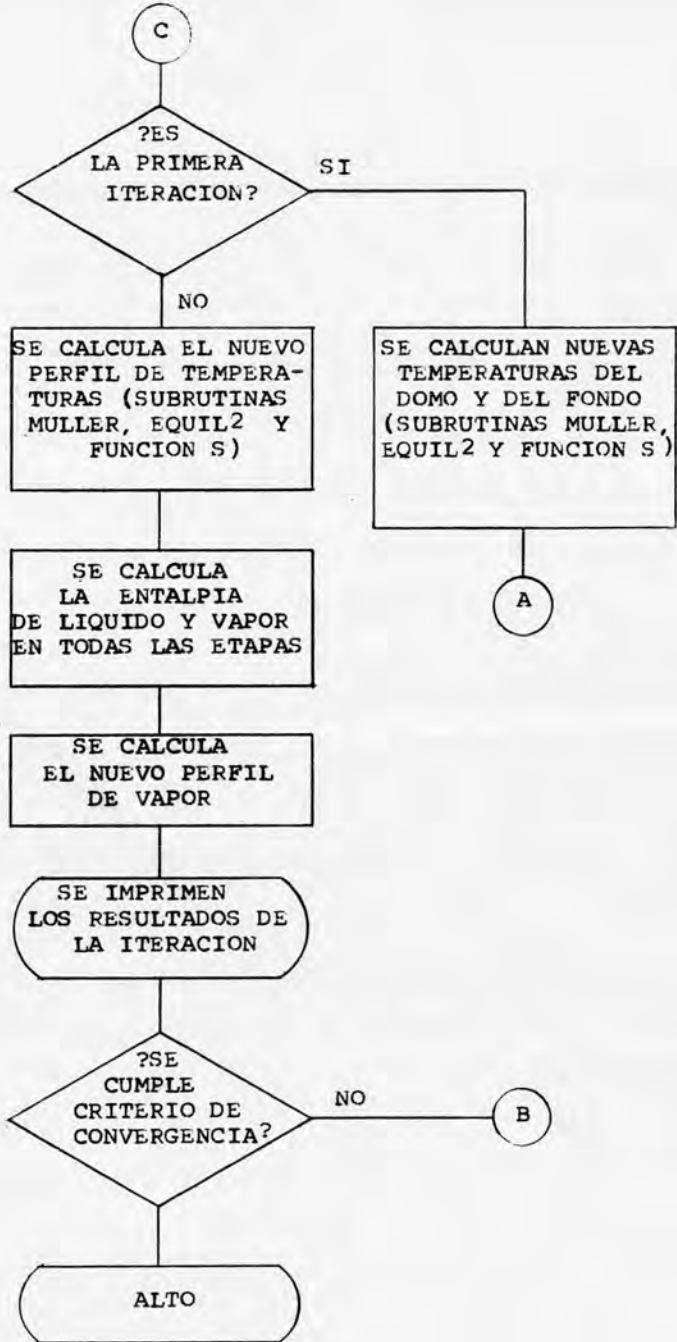 C
?ES
LA PRIMERA
ITERACION?
SI
NO
SE CALCULA EL NUEVO
PERFIL DE TEMPERA-
TURAS (SUBRUTINAS
MULLER, EQUIL2 Y
FUNCION S)
SE CALCULAN NUEVAS
TEMPERATURAS DEL
DOMO Y DEL FONDO
(SUBRUTINAS MULLER,
EQUIL2 Y FUNCION S)
A
SE CALCULA
LA ENTALPIA
DE LIQUIDO Y VAPOR
EN TODAS LAS ETAPAS
SE CALCULA
EL NUEVO PERFIL
DE VAPOR
SE IMPRIMEN
LOS RESULTADOS DE
LA ITERACION
?SE
CUMPLE
CRITERIO DE
CONVERGENCIA?
NO
B
ALTO